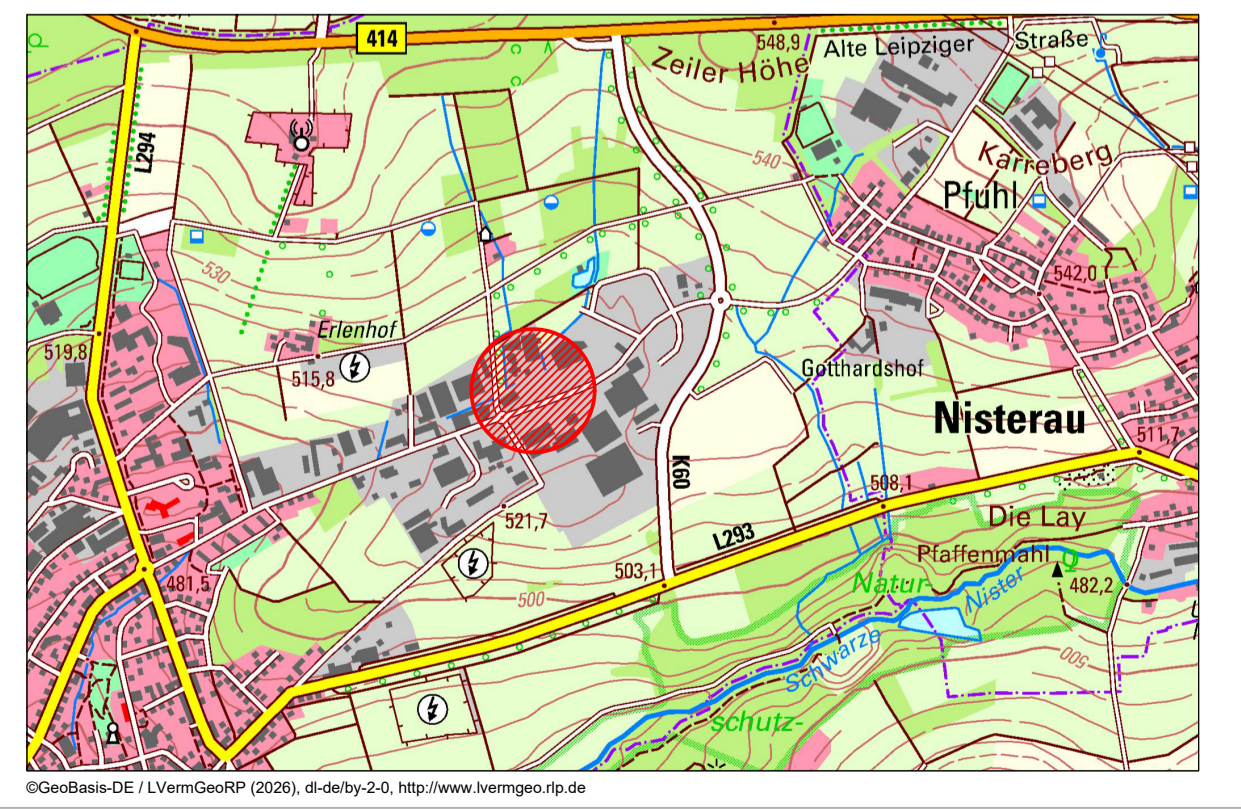 414
548,9
Alte Leipziger
Straße
Zeiler Höhe
L294
540
Karreberg
Pfuhl
530
542,0
Erlenhof
519,8
515,8
Gotthardshof
Nisterau
511,7
K60
508,1
521,7
Die Lay
L293
Pfaffenmahl
503,1
Natur-
481,5
500
Nister
482,2
Schwarze
500
schutz-
©GeoBasis-DE / LVermGeoRP (2026), dl-de/by-2-0, http://www.lvermgeo.rlp.de